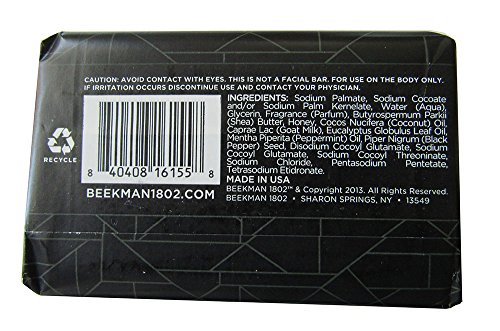 CAUTION: AVOID CONTACT WITH EYES. THIS IS NOT A FACIAL BAR. FOR USE ON THE BODY ONLY.
IF IRRITATION OCCURS DISCONTINUE USE AND CONTACT A PHYSICIAN.
INGREDIENTS: Sodium Palmate, Sodium Cocoate
and/or Sodium Palm Kernelate, Water (Aqua),
Glycerin, Fragrance (Parfum), Butyrospermum Parkii
(Shea) Butter, Honey, Cocos Nucifera (Coconut) Oil,
Caprae Lac (Goat Milk), Eucalyptus Globulus Leaf Oil,
Mentha Piperita (Peppermint) Oil, Piper Nigrum (Black
Pepper) Seed, Disodium Cocoyl Glutamate, Sodium
Cocoyl Glutamate, Sodium Cocoyl Threoninate,
Sodium Chloride, Pentasodium Pentetate,
Tetrasodium Etidronate.
MADE IN USA
BEEKMAN 1802™ & Copyright 2013. All Rights Reserved.
BEEKMAN 1802 • SHARON SPRINGS, NY • 13549
RECYCLE
8 40408 16155 8
BEEKMAN1802.COM